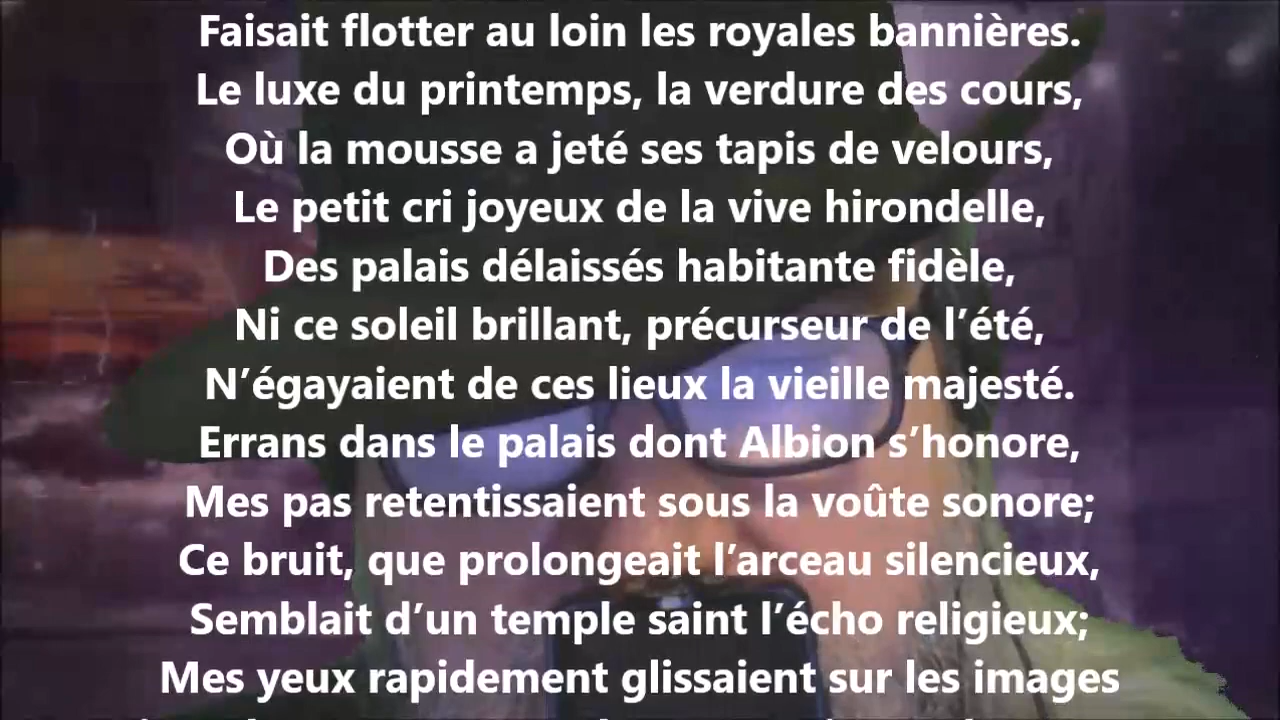 Faisait flotter au loin les royales bannières.
Le luxe du printemps, la verdure des cours,
Où la mousse a jeté ses tapis de velours,
Le petit cri joyeux de la vive hirondelle,
Des palais délaissés habitante fidèle,
Ni ce soleil brillant, précurseur de l’été,
N’égayaient de ces lieux la vieille majesté.
Errans dans le palais dont Albion s’honore,
Mes pas retentissaient sous la voûte sonore;
Ce bruit, que prolongeait l’arceau silencieux,
Semblait d’un temple saint l’écho religieux;
Mes yeux rapidement glissaient sur les images